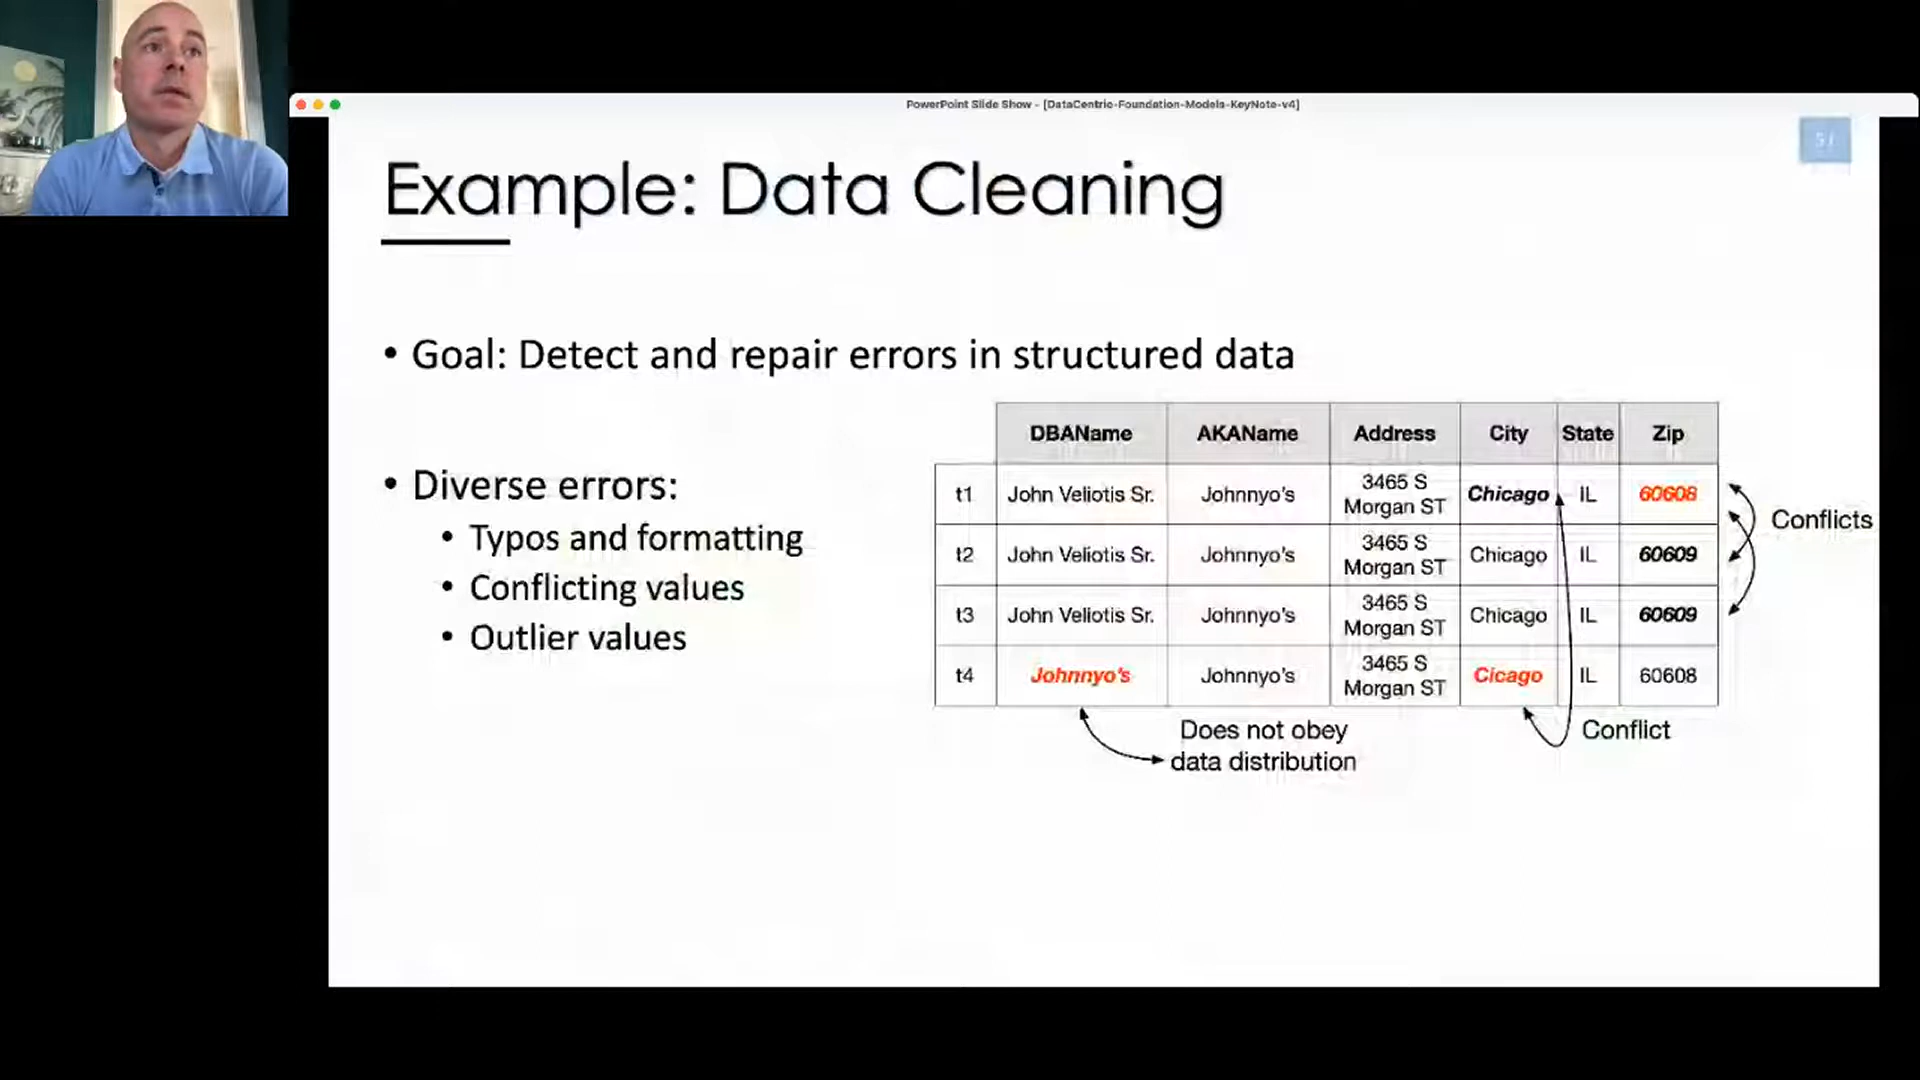 PowerPoint Slide Show - [DataCentric-Foundation-Models-KeyNote-v4]
51
Example: Data Cleaning
• Goal: Detect and repair errors in structured data
• Diverse errors:
• Typos and formatting
• Conflicting values
• Outlier values
DBAName AKAName Address City State Zip
t1 John Veliotis Sr. Johnnyo's 3465 S Morgan ST Chicago IL 60608
t2 John Veliotis Sr. Johnnyo's 3465 S Morgan ST Chicago IL 60609
t3 John Veliotis Sr. Johnnyo's 3465 S Morgan ST Chicago IL 60609
t4 Johnnyo's Johnnyo's 3465 S Morgan ST Cicago IL 60608
Conflicts
Does not obey
data distribution
Conflict